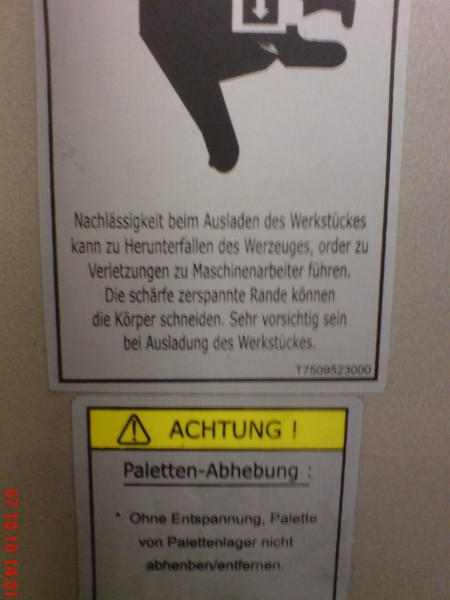 Nachlässigkeit beim Ausladen des Werkstückes
kann zu Herunterfallen des Werzeuges, order zu
Verletzungen zu Maschinenarbeiter führen.
Die schärfe zerspannte Rande können
die Körper schneiden. Sehr vorsichtig sein
bei Ausladung des Werkstückes.
T7509523000
ACHTUNG !
Paletten-Abhebung :
* Ohne Entspannung, Palette
von Palettenlager nicht
abhenben/entfernen.
07.10.10 14:01